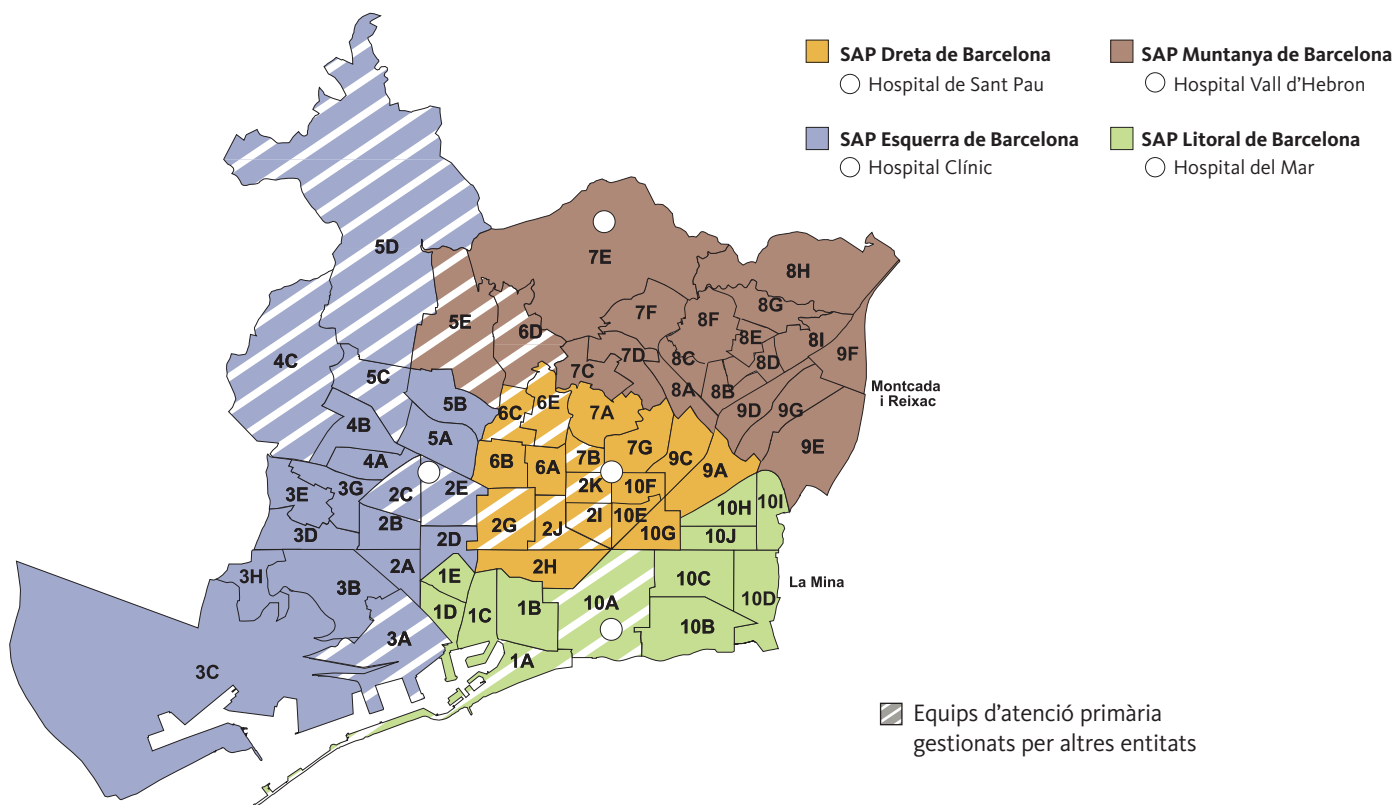 SAP Dreta de Barcelona
Hospital de Sant Pau
SAP Muntanya de Barcelona
Hospital Vall d'Hebron
SAP Esquerra de Barcelona
Hospital Clínic
SAP Litoral de Barcelona
Hospital del Mar
5D
7E
8H
5E
6D
7F
8F
8G
8E
8I
9F
4C
5C
7C
7D
8C
8D
8A
8B
Montcada
i Reixac
5B
6C
6E
7A
9D
9G
4B
5A
7G
9E
4A
6B
6A
7B
9C
9A
3E
3G
2C
2E
2K
10F
10I
2B
2G
2J
2I
10E
10H
3D
2D
10G
10J
3H
2A
1E
2H
10C
La Mina
3B
10A
10D
3A
1D
1C
1B
10B
3C
1A
Equips d'atenció primària
gestionats per altres entitats